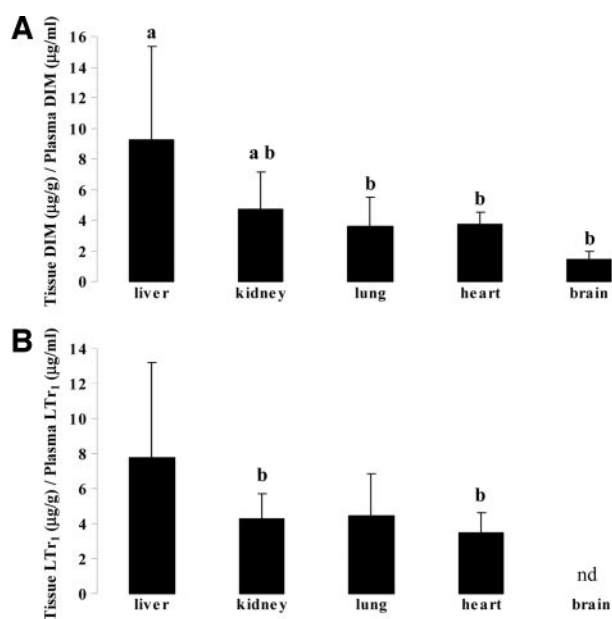 A
Tissue DIM (µg/g) / Plasma DIM (µg/ml)
16
14
12
10
8
6
4
2
0
a
a b
b
b
b
liver kidney lung heart brain
B
Tissue LTr₁ (µg/g) / Plasma LTr₁ (µg/ml)
14
12
10
8
6
4
2
0
b
b
nd
liver kidney lung heart brain